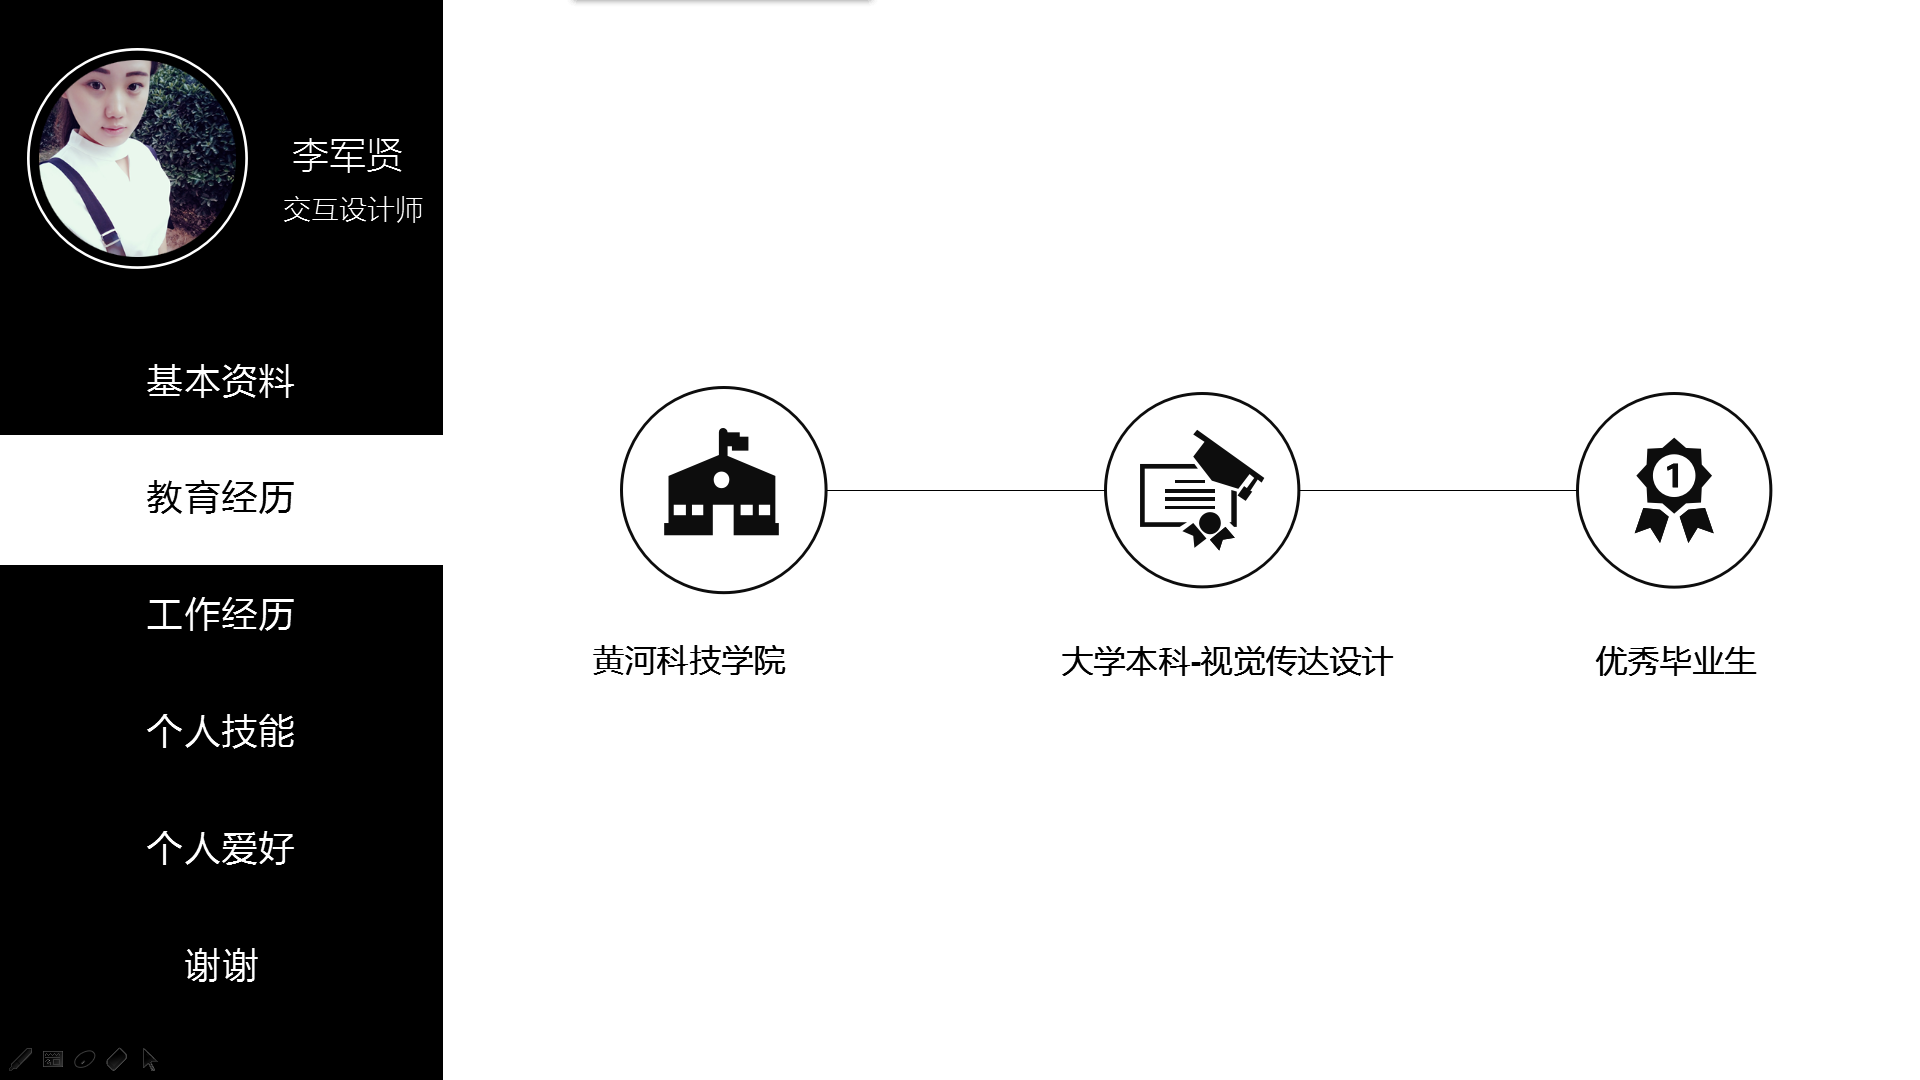 李军贤
交互设计师
基本资料
教育经历
工作经历
个人技能
个人爱好
谢谢
1
黄河科技学院
大学本科-视觉传达设计
优秀毕业生